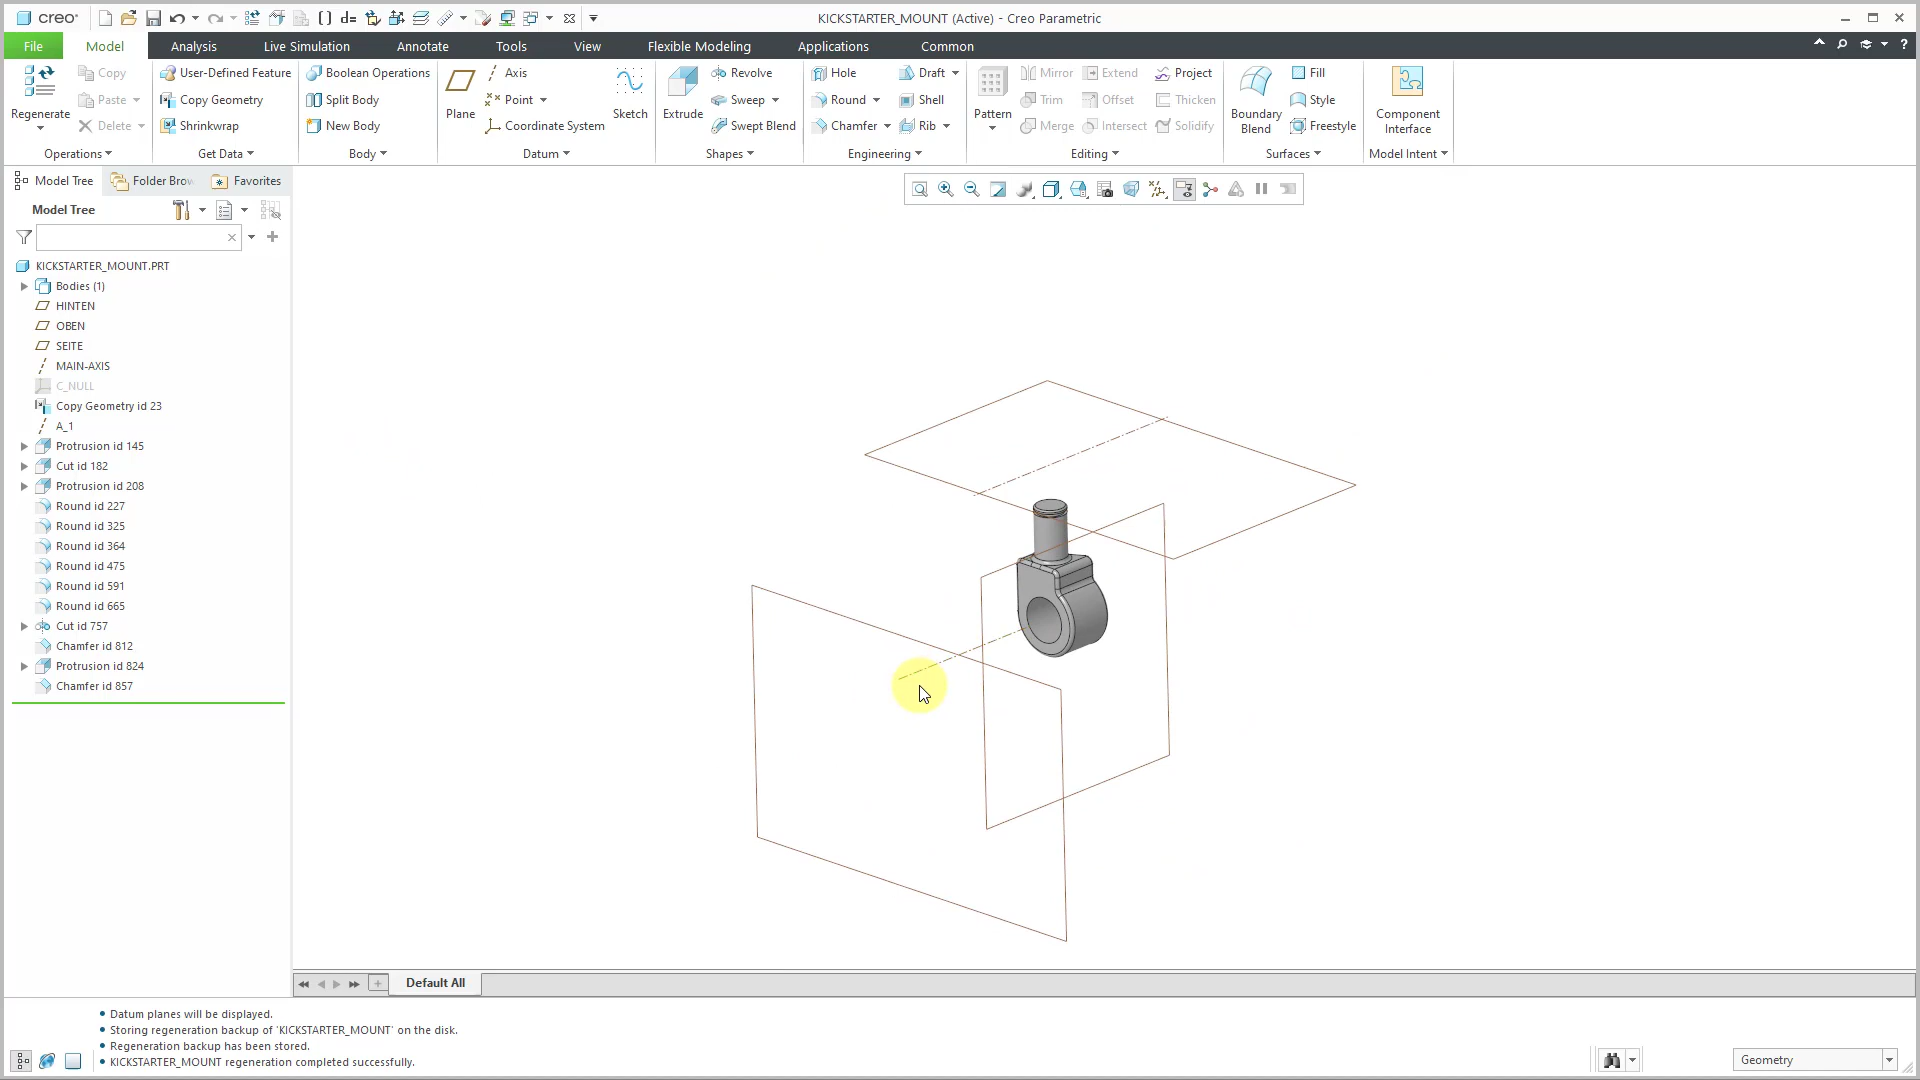 creo
KICKSTARTER_MOUNT (Active) - Creo Parametric
File
Model
Analysis
Live Simulation
Annotate
Tools
View
Flexible Modeling
Applications
Common
Regenerate
Copy
Paste
Delete
Operations
User-Defined Feature
Copy Geometry
Shrinkwrap
Get Data
Boolean Operations
Split Body
New Body
Body
Plane
Axis
Point
Coordinate System
Sketch
Datum
Extrude
Revolve
Sweep
Swept Blend
Shapes
Hole
Round
Chamfer
Draft
Shell
Rib
Engineering
Pattern
Mirror
Trim
Merge
Extend
Offset
Intersect
Project
Thicken
Solidify
Editing
Boundary
Blend
Fill
Style
Freestyle
Surfaces
Component
Interface
Model Intent
Model Tree
Folder Brow
Favorites
Model Tree
KICKSTARTER_MOUNT.PRT
Bodies (1)
HINTEN
OBEN
SEITE
MAIN-AXIS
C_NULL
Copy Geometry id 23
A_1
Protrusion id 145
Cut id 182
Protrusion id 208
Round id 227
Round id 325
Round id 364
Round id 475
Round id 591
Round id 665
Cut id 757
Chamfer id 812
Protrusion id 824
Chamfer id 857
Default All
• Datum planes will be displayed.
• Storing regeneration backup of 'KICKSTARTER_MOUNT' on the disk.
• Regeneration backup has been stored.
• KICKSTARTER_MOUNT regeneration completed successfully.
Geometry